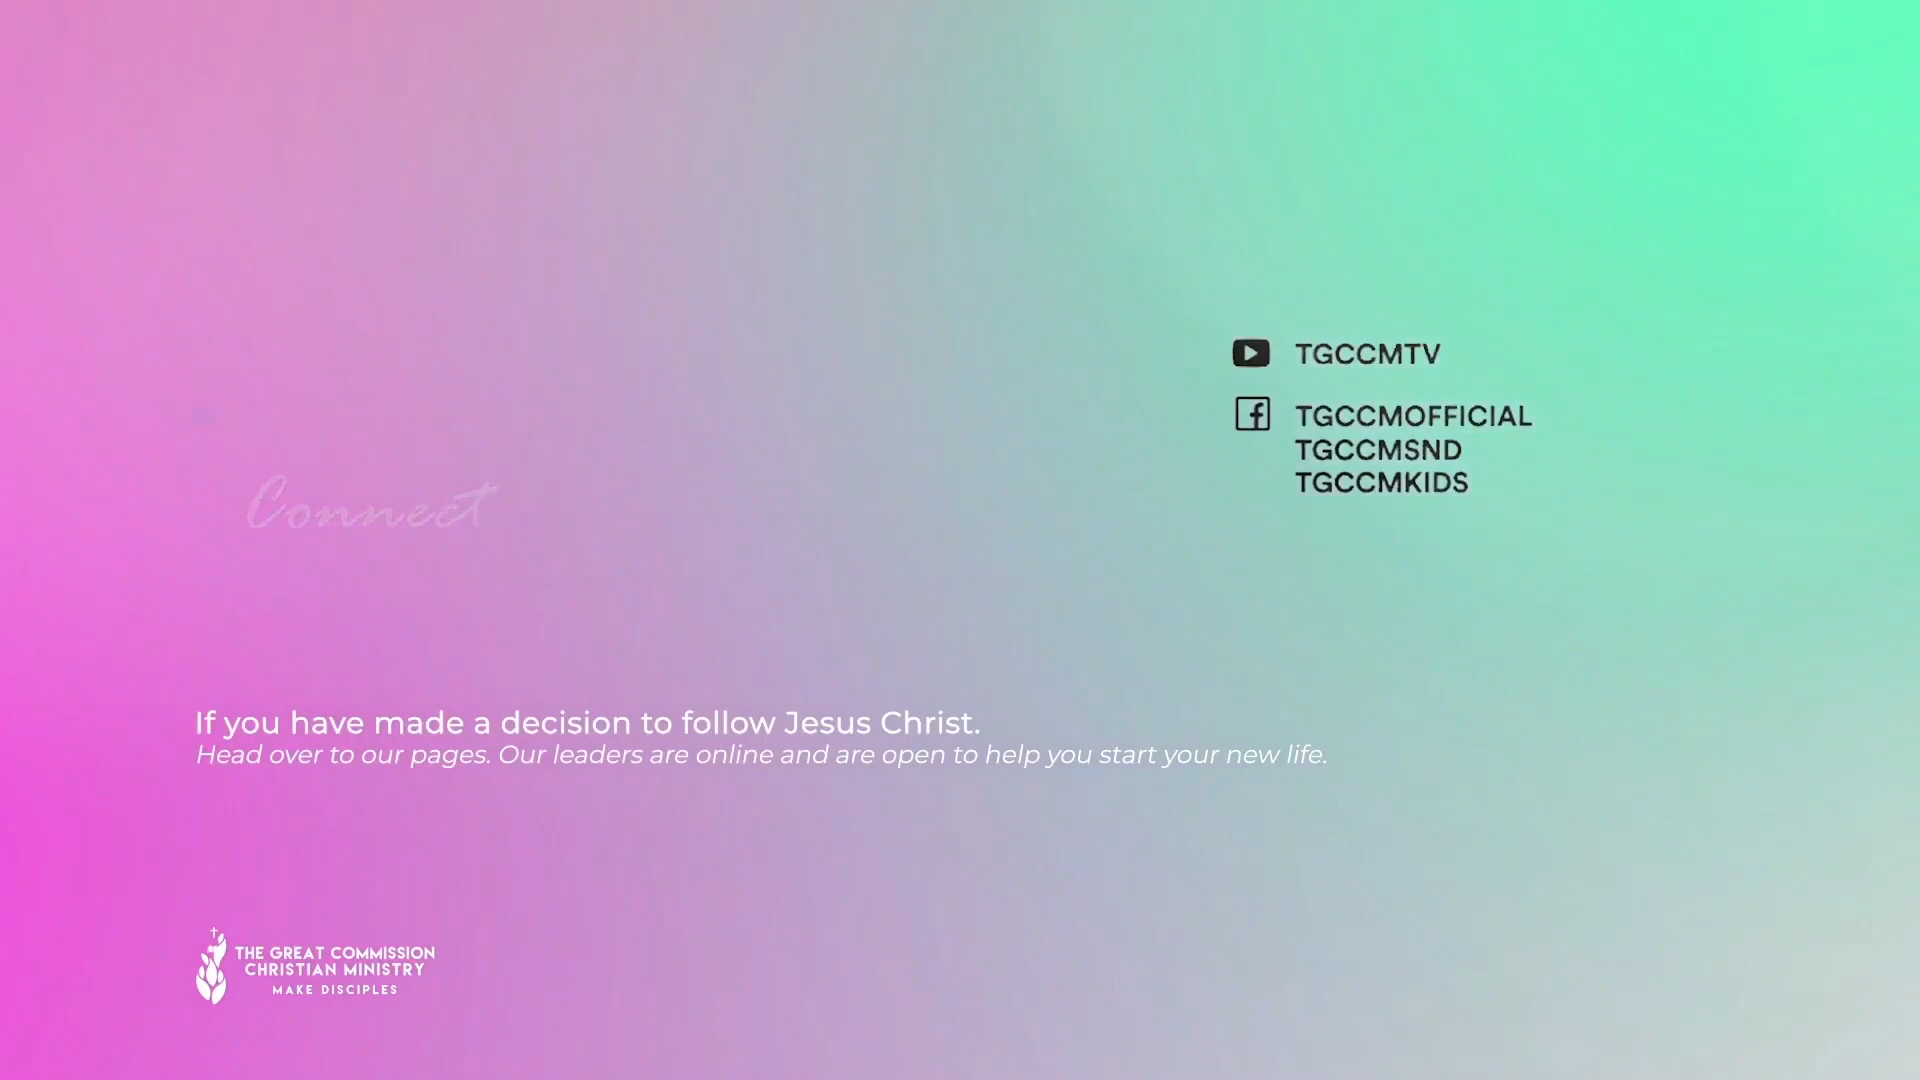 TGCCMTV
TGCCMOFFICIAL
TGCCMSND
TGCCMKIDS
Connect
If you have made a decision to follow Jesus Christ.
Head over to our pages. Our leaders are online and are open to help you start your new life.
THE GREAT COMMISSION
CHRISTIAN MINISTRY
MAKE DISCIPLES